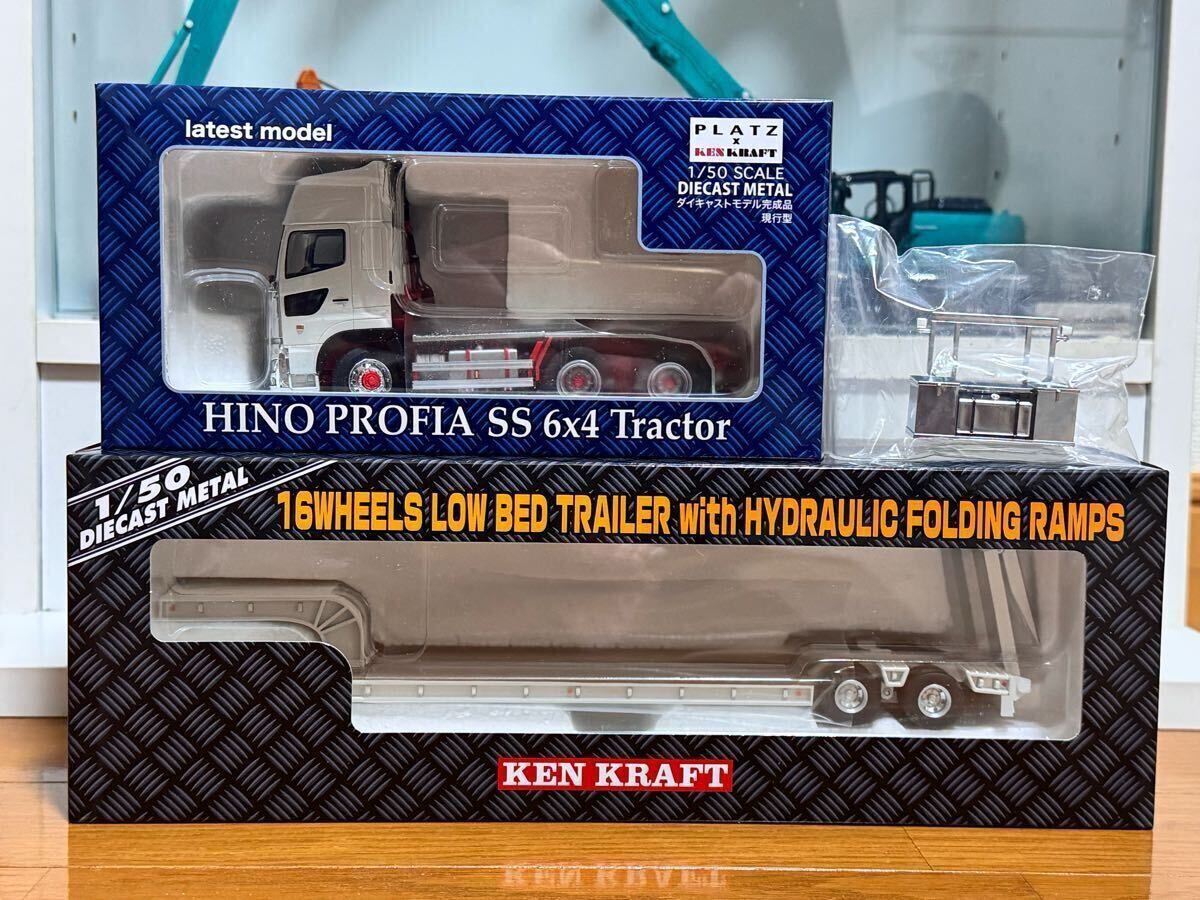 latest model
PLATZ
x
KEN KRAFT
1/50 SCALE
DIECAST METAL
ダイキャストモデル完成品
現行型
HINO PROFIA SS 6x4 Tractor
1/50
DIECAST METAL
16WHEELS LOW BED TRAILER with HYDRAULIC FOLDING RAMPS
KEN KRAFT